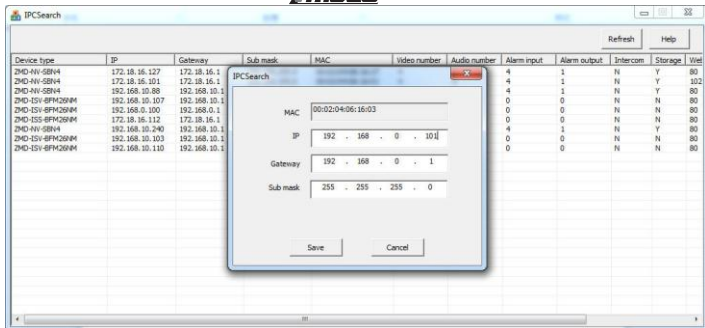 IPCSearch
Refresh Help
Device type IP Gateway Sub mask MAC Video number Audio number Alarm input Alarm output Intercom Storage Wel
ZMD-NV-SBN4 172.18.16.127 172.18.16.1 4 1 N Y 80
ZMD-NV-SBN4 172.18.16.101 172.18.16.1 4 1 N Y 102
ZMD-NV-SBN4 192.168.10.88 192.168.10.1 4 1 N Y 80
ZMD-ISV-BFM26NM 192.168.10.107 192.168.10.1 0 0 N N 80
ZMD-ISV-BFM26NM 192.168.0.100 192.168.0.1 0 0 N N 80
ZMD-ISS-BFM26NM 172.18.16.112 172.18.16.1 0 0 N N 80
ZMD-NV-SBN4 192.168.10.240 192.168.10.1 4 1 N Y 80
ZMD-ISV-BFM26NM 192.168.10.103 192.168.10.1 0 0 N N 80
ZMD-ISV-BFM26NM 192.168.10.110 192.168.10.1 0 0 N N 80
IPCSearch
MAC 00:02:04:06:16:03
IP 192 . 168 . 0 . 101
Gateway 192 . 168 . 0 . 1
Sub mask 255 . 255 . 255 . 0
Save Cancel